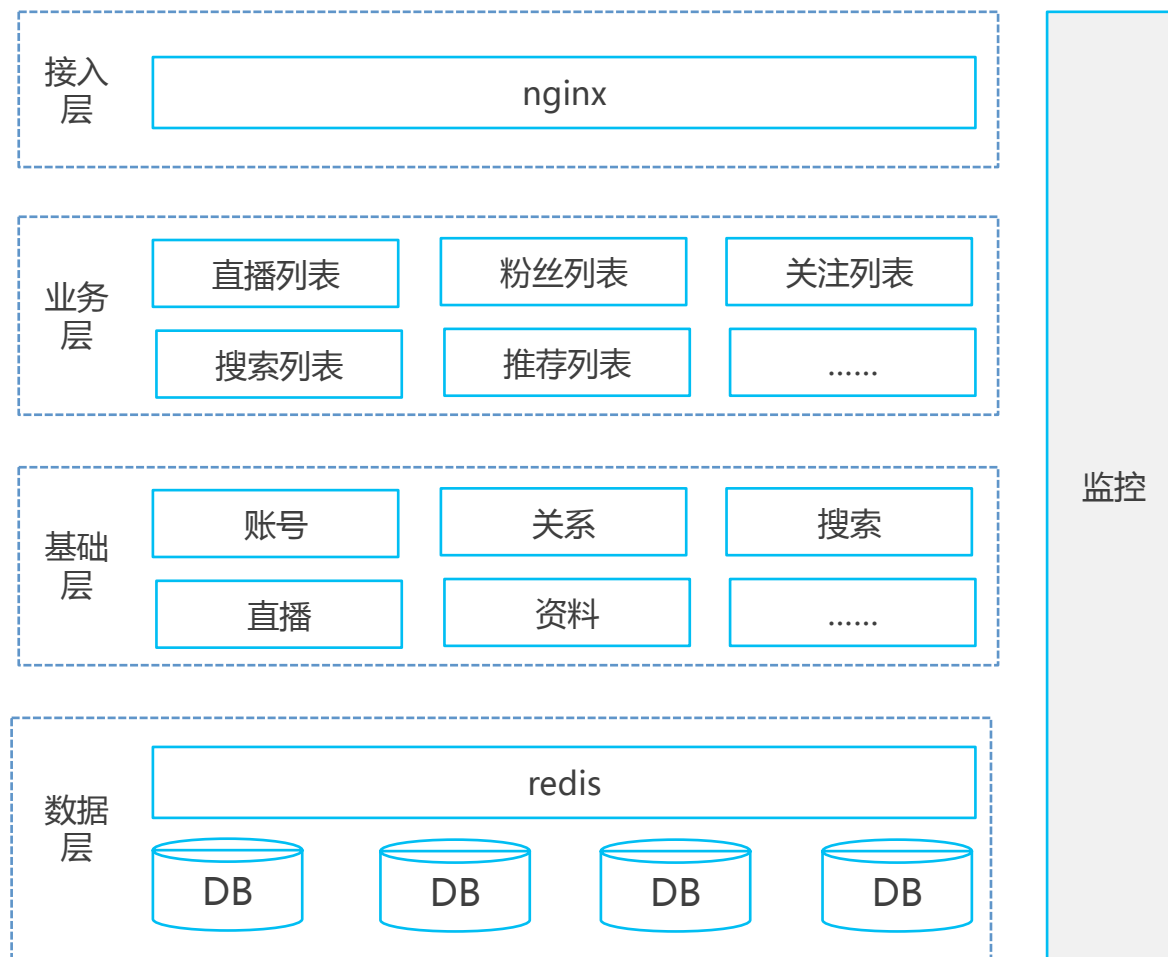 接入
层
nginx
业务
层
直播列表
粉丝列表
关注列表
搜索列表
推荐列表
......
基础
层
账号
关系
搜索
直播
资料
......
数据
层
redis
DB
DB
DB
DB
监控